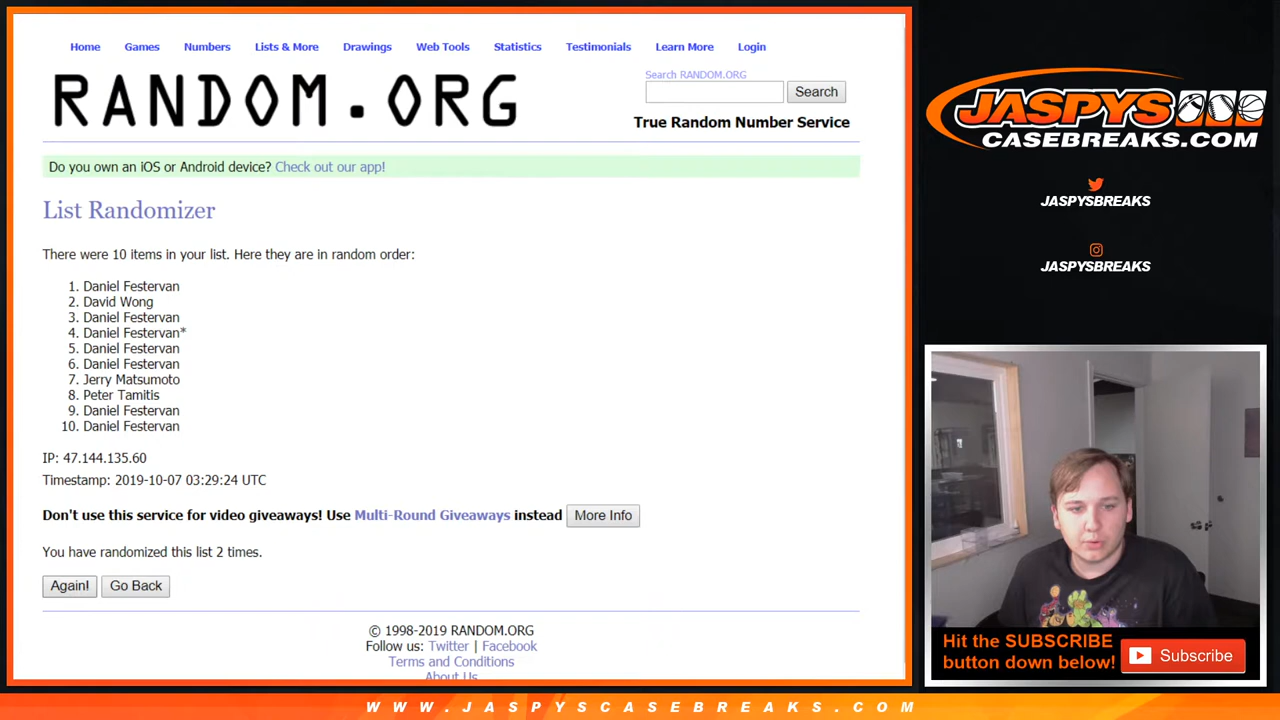 Home Games Numbers Lists & More Drawings Web Tools Statistics Testimonials Learn More Login
RANDOM.ORG
Search RANDOM.ORG
Search
True Random Number Service
Do you own an iOS or Android device? Check out our app!
List Randomizer
There were 10 items in your list. Here they are in random order:
1. Daniel Festervan
2. David Wong
3. Daniel Festervan
4. Daniel Festervan*
5. Daniel Festervan
6. Daniel Festervan
7. Jerry Matsumoto
8. Peter Tamitis
9. Daniel Festervan
10. Daniel Festervan
IP: 47.144.135.60
Timestamp: 2019-10-07 03:29:24 UTC
Don't use this service for video giveaways! Use Multi-Round Giveaways instead More Info
You have randomized this list 2 times.
Again! Go Back
© 1998-2019 RANDOM.ORG
Follow us: Twitter | Facebook
Terms and Conditions
About Us
JASPYS
CASEBREAKS.COM
JASPYSBREAKS
JASPYSBREAKS
Hit the SUBSCRIBE
button down below!
Subscribe
WWW.JASPYSCASEBREAKS.COM